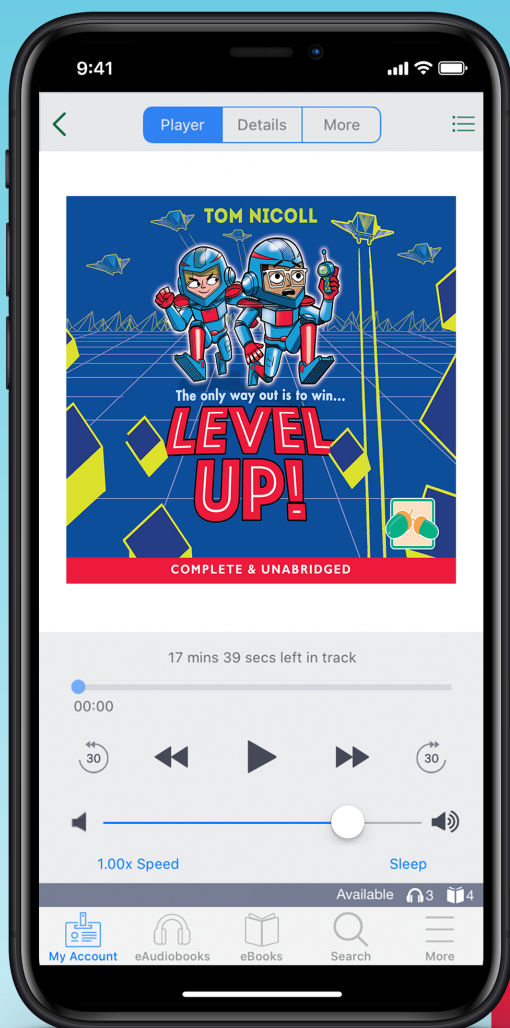 9:41
Player Details More
TOM NICOLL
The only way out is to win...
LEVEL
UP!
COMPLETE & UNABRIDGED
17 mins 39 secs left in track
00:00
30 30
1.00x Speed Sleep
Available 3 4
My Account eAudiobooks eBooks Search More